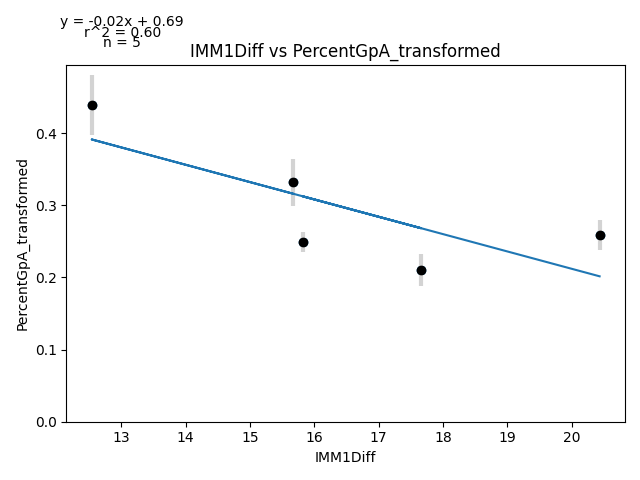 y = -0.02x + 0.69
r^2 = 0.60
n = 5
IMM1Diff vs PercentGpA_transformed
PercentGpA_transformed
0.4
0.3
0.2
0.1
0.0
13 14 15 16 17 18 19 20
IMM1Diff